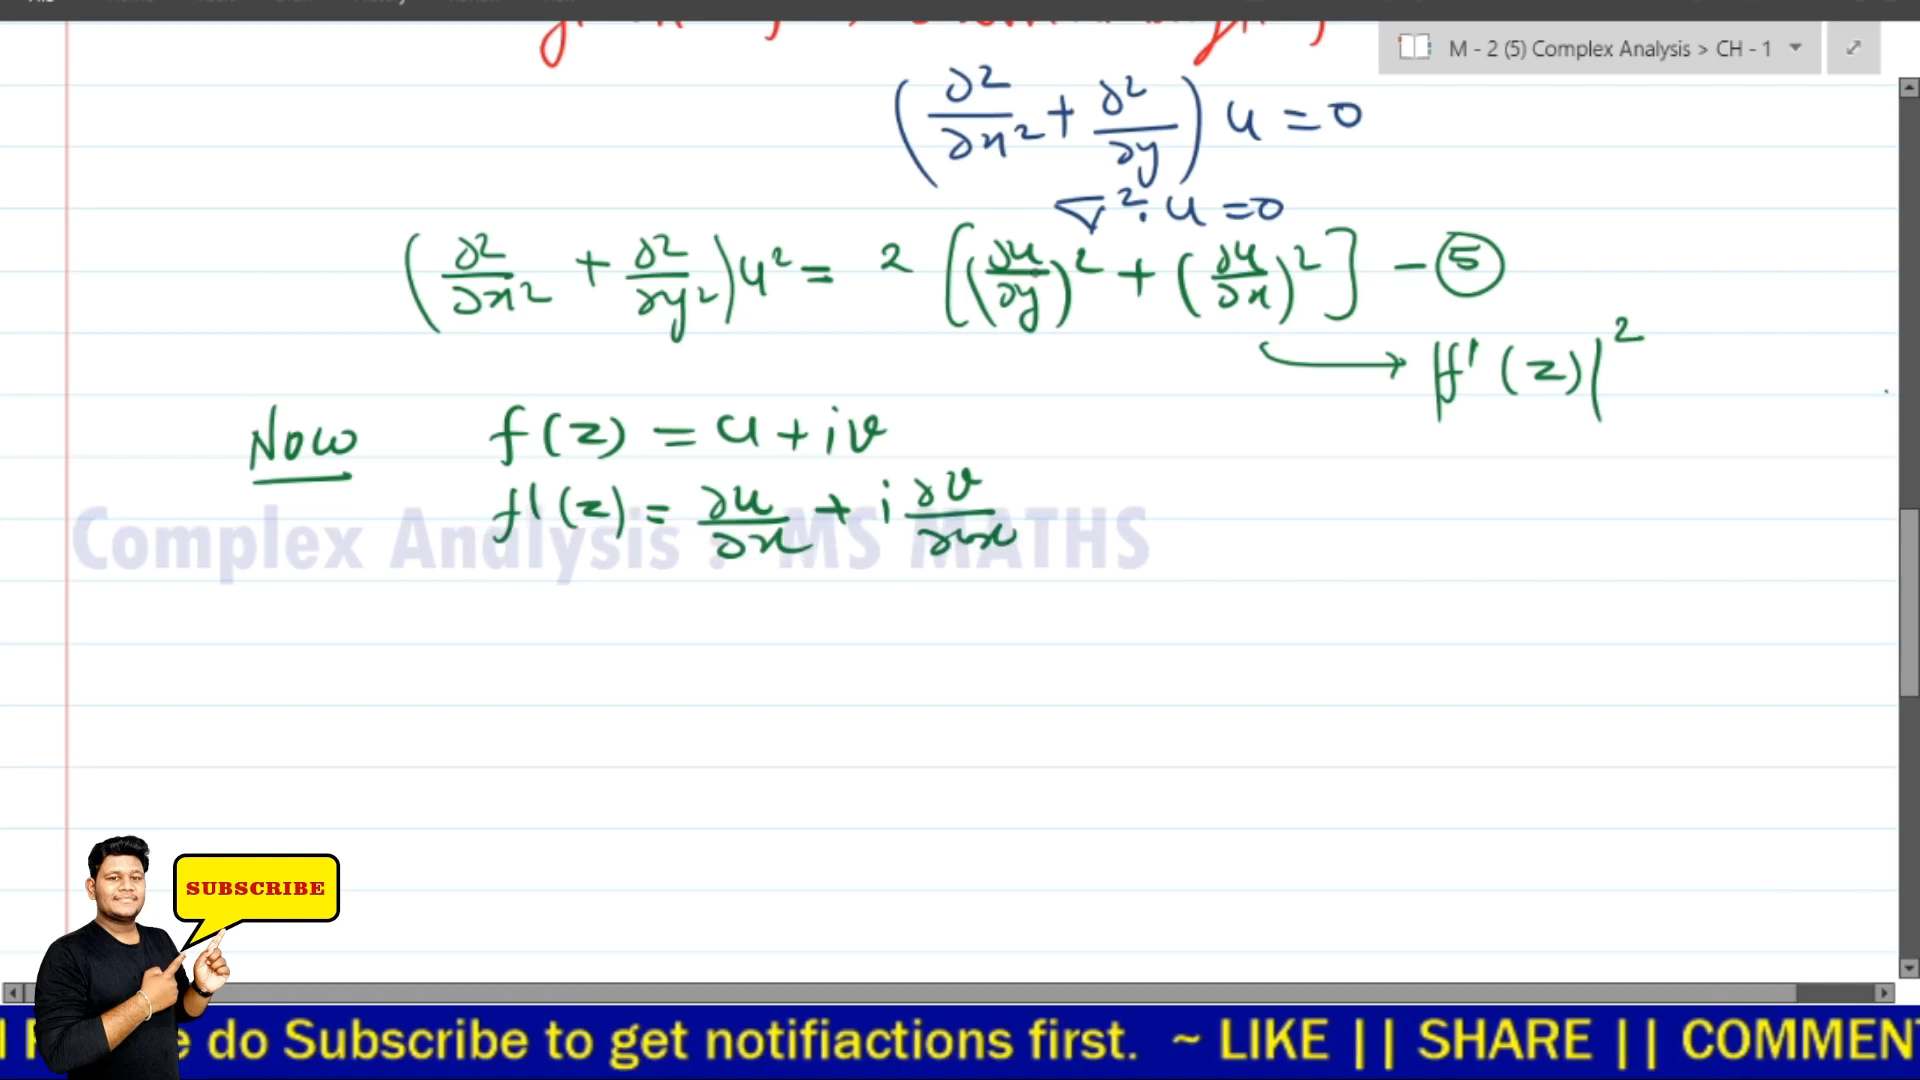 M - 2 (5) Complex Analysis > CH - 1
(∂²/∂x² + ∂²/∂y) u = 0
∇². u = 0
(∂²/∂x² + ∂²/∂y²) u² = 2 [(∂u/∂y)² + (∂u/∂x)²] - ⑤
→ |f'(z)|²
Now f(z) = u + iv
f'(z) = ∂u/∂x + i ∂v/∂x
Complex Analysis : MS MATHS
SUBSCRIBE
do Subscribe to get notifiactions first. ~ LIKE || SHARE || COMMEN